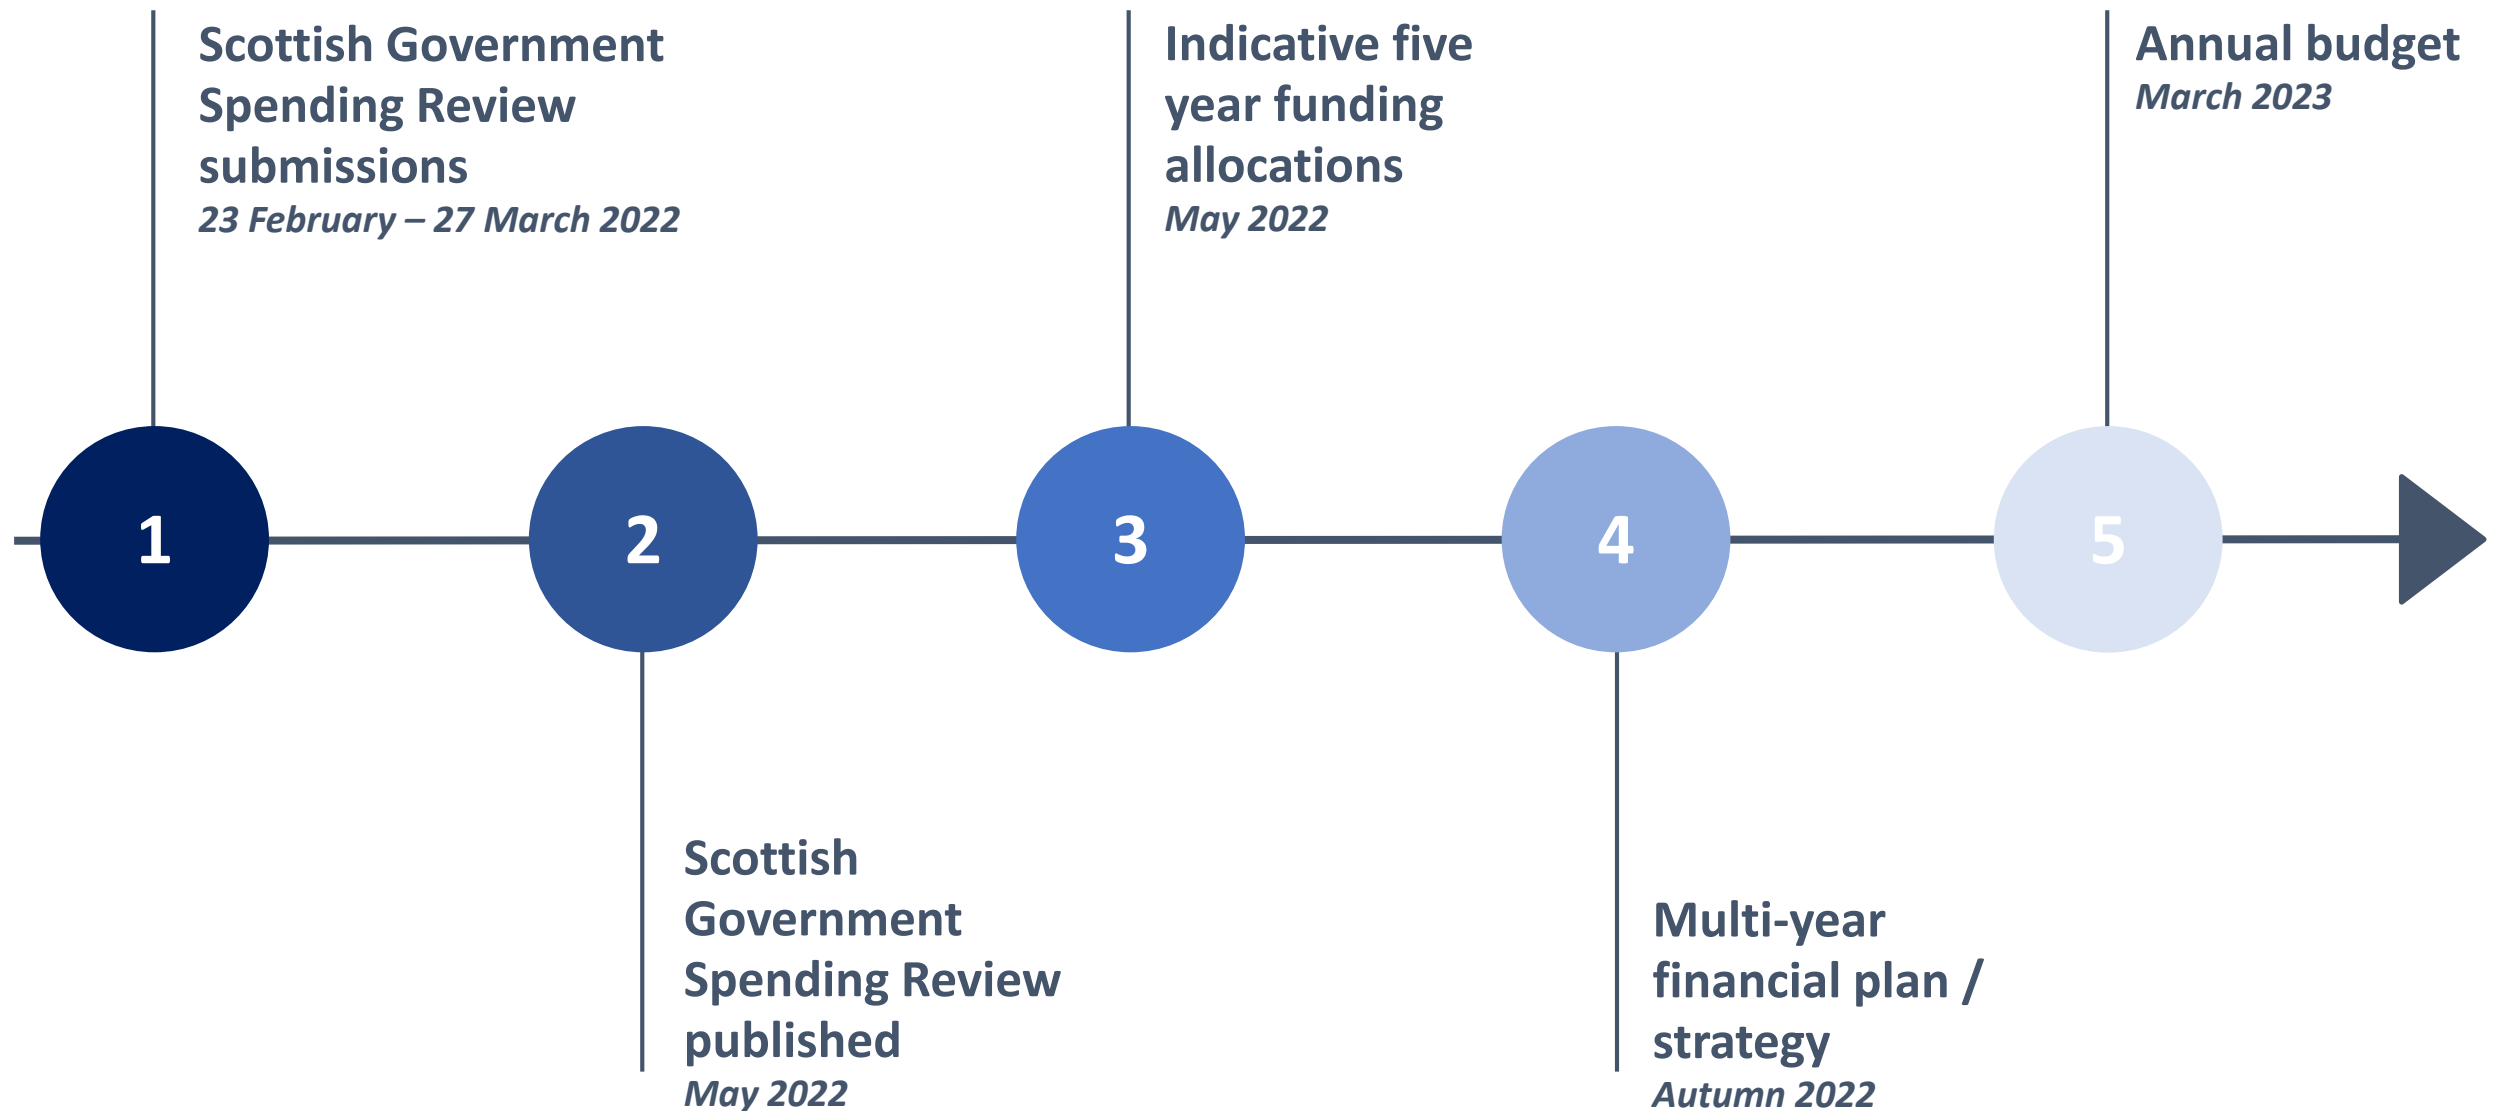 Scottish Government
Spending Review
submissions
23 February – 27 March 2022
Indicative five
year funding
allocations
May 2022
Annual budget
March 2023
1
2
3
4
5
Scottish
Government
Spending Review
published
May 2022
Multi-year
financial plan /
strategy
Autumn 2022